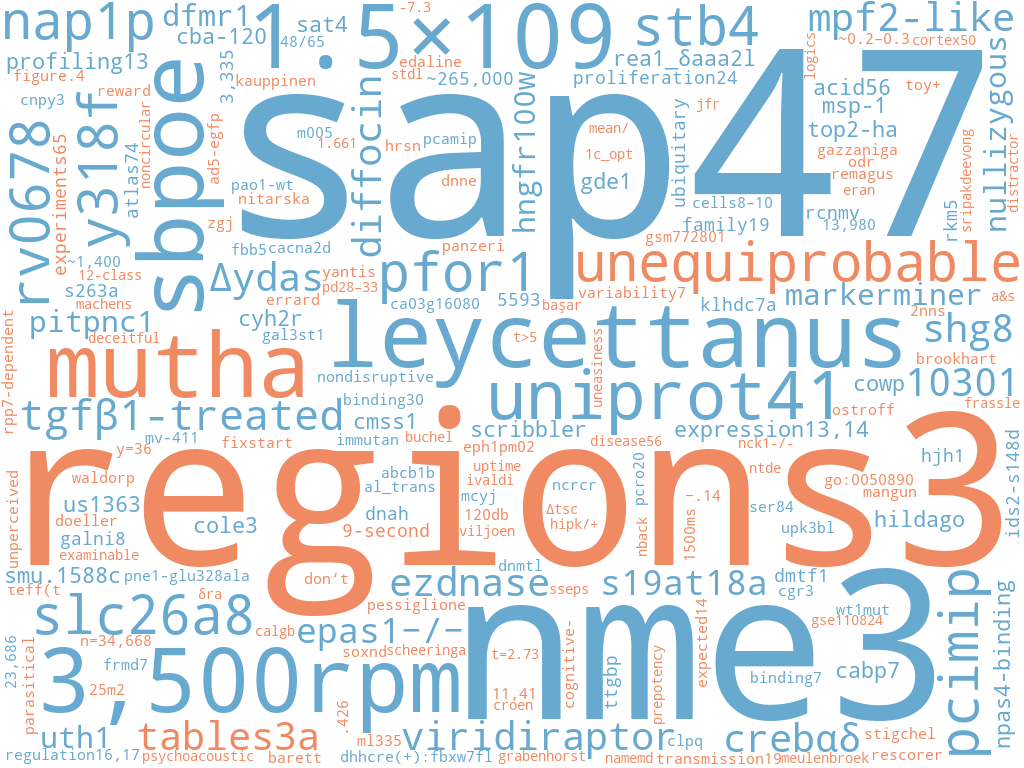 nap1p
dfmr1
sat4
-7.3
1.5×109
stb4
mpf2-like
cba-120
48/65
edaline
rea1_δaaa2l
~0.2–0.3
cortex50
profiling13
3,335
stdl
~265,000
proliferation24
logics
figure.4
reward
kauppinen
acid56
toy+
cnpy3
sbpoe
sap47
msp-1
jfr
nullizygous
rv0678
experiments65
y318f
atlas74
noncircular
ad5-egfp
m005
1.661
diffocin
hrsn
pcamip
hngfr100w
mean/
1c_opt
ubiquitary
top2-ha
gazzaniga
odr
distractor
pao1-wt
nitarska
dnne
gde1
remagus
eran
sripakdeevong
cells8–10
rcnmy
rkm5
zgj
family19
13,980
fbb5
cacna2d
panzeri
gsm772801
~1,400
12-class
Δydas
yantis
pd28–33
pfor1
unequiprobable
s263a
machens
errard
ca03g16080
5593
variability7
başar
klhdc7a
markerminer
a&s
2nns
pitpnc1
deceitful
cyh2r
gal3st1
leycettanus
t>5
shg8
rpp7-dependent
mutha
nondisruptive
uneasiness
brookhart
uniprot41
cowp
10301
tgfβ1-treated
binding30
cmss1
ostroff
frassle
mv-411
fixstart
immutan
buchel
scribbler
disease56
expression13,14
nck1-/-
y=36
eph1pm02
regions3
waldorp
abcb1b
al_trans
uptime
ivaldi
ncrcr
pcro20
ntde
go:0050890
mangun
hjh1
ids2-s148d
unperceived
us1363
doeller
cole3
dnah
mcyj
120db
Δtsc
hipk/+
−.14
ser84
hildago
galni8
examinable
9-second
viljoen
nback
1500ms
upk3bl
smu.1588c
pne1-glu328ala
don‘t
dnmtl
τeff(t
δra
ezdnase
sseps
s19at18a
dmtf1
cgr3
slc26a8
pessiglione
nme3
expected14
wt1mut
gse110824
pcimip
npas4-binding
n=34,668
calgb
epas1−/−
23,686
parasitical
3,500rpm
frmd7
soxnd
scheeringa
t=2.73
cognitive-
ttgbp
prepotency
binding7
cabp7
25m2
11,41
croen
.426
uth1
tables3a
viridiraptor
crebαδ
stigchel
ml335
clpq
regulation16,17
psychoacoustic
barett
dhhcre(+):fbxw7fl
grabenhorst
namemd
transmission19
meulenbroek
rescorer